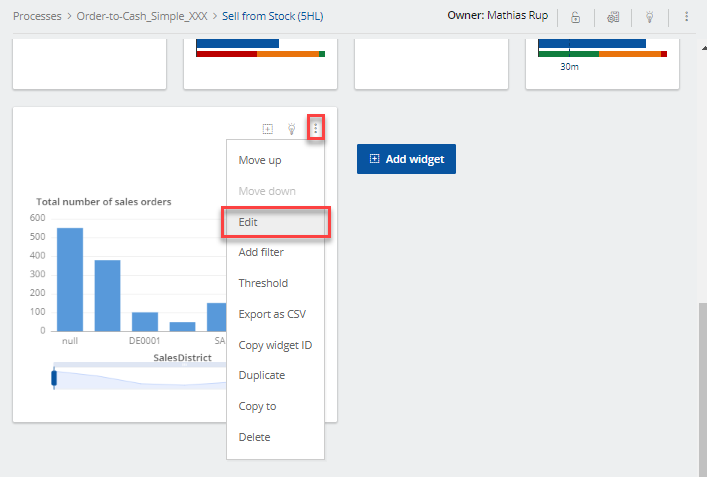 Processes > Order-to-Cash_Simple_XXX > Sell from Stock (5HL)
Owner: Mathias Rup
30m
Add widget
Move up
Move down
Edit
Add filter
Threshold
Export as CSV
Copy widget ID
Duplicate
Copy to
Delete
Total number of sales orders
600
500
400
300
200
100
0
null
DE0001
SA
SalesDistrict